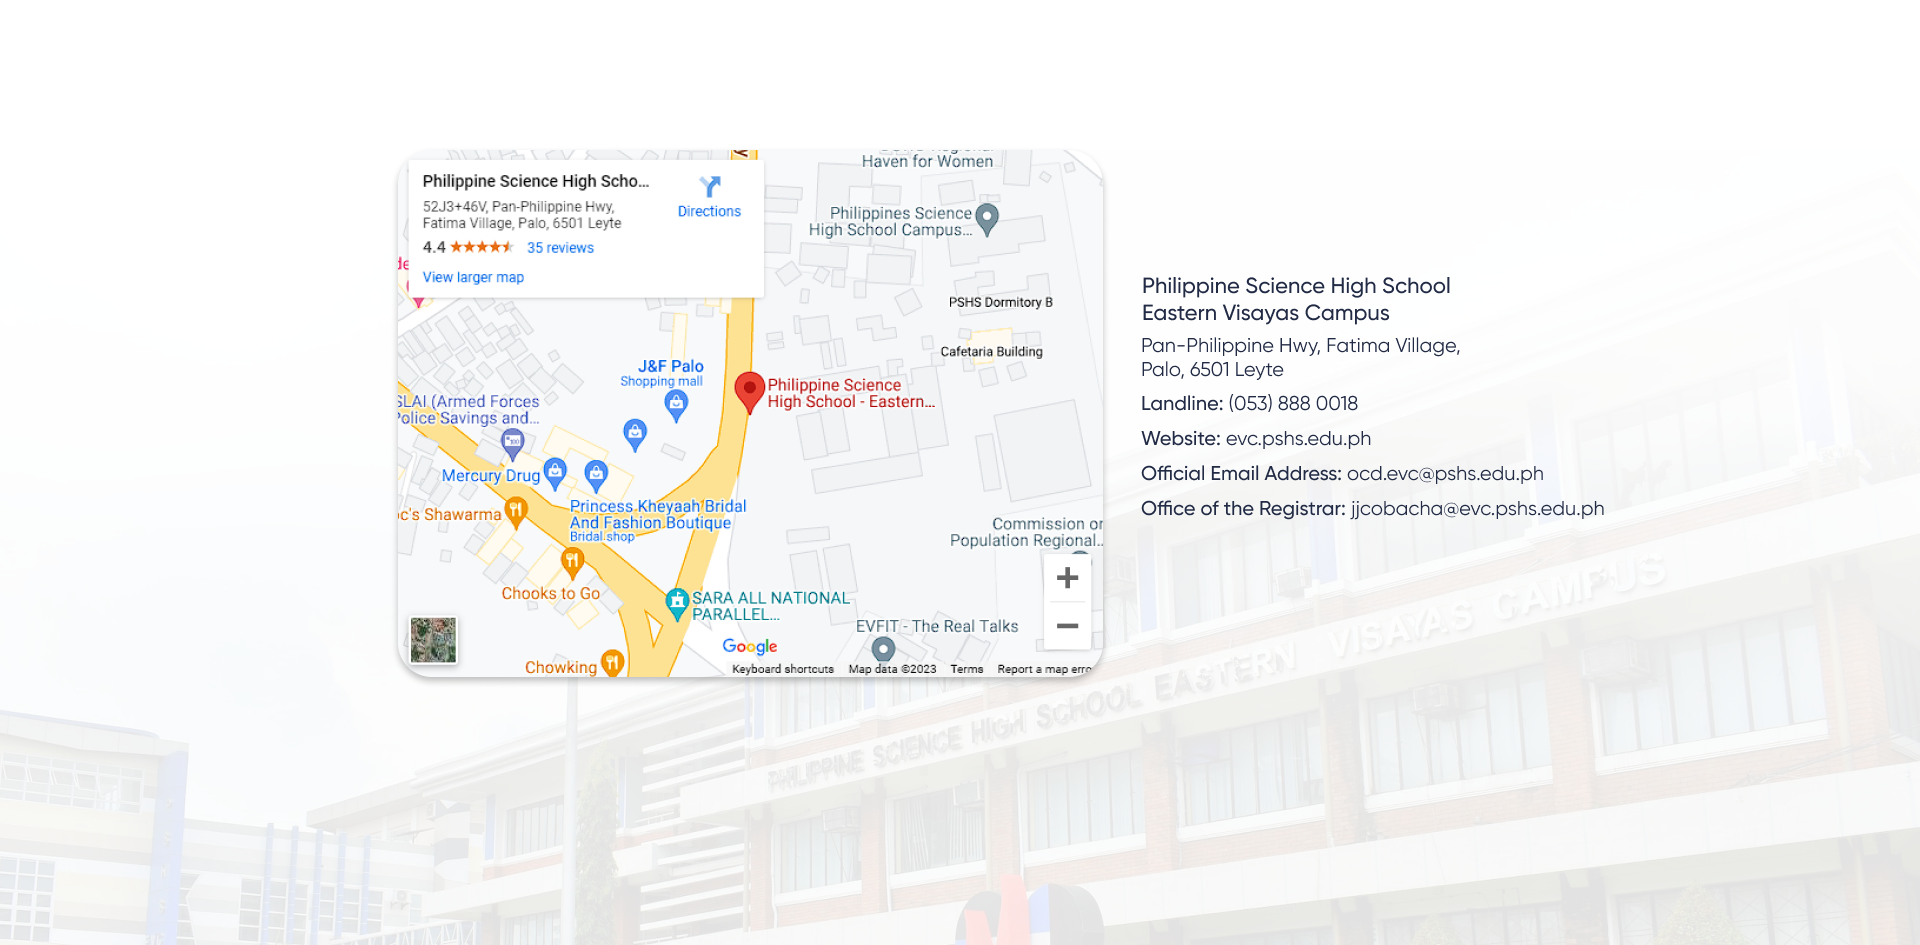 Philippine Science High Scho...
52J3+46V, Pan-Philippine Hwy,
Fatima Village, Palo, 6501 Leyte
4.4
35 reviews
View larger map
Directions
Haven for Women
Philippines Science
High School Campus...
PSHS Dormitory B
Cafetaria Building
J&F Palo
Shopping mall
Philippine Science
High School - Eastern...
SLAI (Armed Forces
Police Savings and...
Mercury Drug
Princess Kheyaah Bridal
And Fashion Boutique
Bridal shop
oc's Shawarma
Chooks to Go
Commission or
Population Regional...
SARA ALL NATIONAL
PARALLEL...
EVFIT - The Real Talks
Chowking
Google
Keyboard shortcuts
Map data ©2023
Terms
Report a map erro
Philippine Science High School
Eastern Visayas Campus
Pan-Philippine Hwy, Fatima Village,
Palo, 6501 Leyte
Landline: (053) 888 0018
Website: evc.pshs.edu.ph
Official Email Address: ocd.evc@pshs.edu.ph
Office of the Registrar: jjcobacha@evc.pshs.edu.ph
PHILIPPINE SCIENCE HIGH SCHOOL EASTERN VISAYAS CAMPUS